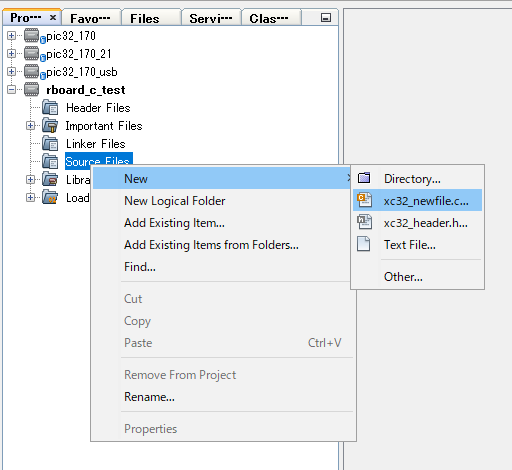 Pro··· ×
Favo···
Files
Servi···
Clas···
pic32_170
pic32_170_21
pic32_170_usb
rboard_c_test
Header Files
Important Files
Linker Files
Source Files
Libra
Load
New
New Logical Folder
Add Existing Item...
Add Existing Items from Folders...
Find...
Cut
Copy
Paste Ctrl+V
Remove From Project
Rename...
Properties
Directory...
xc32_newfile.c...
xc32_header.h...
Text File...
Other...